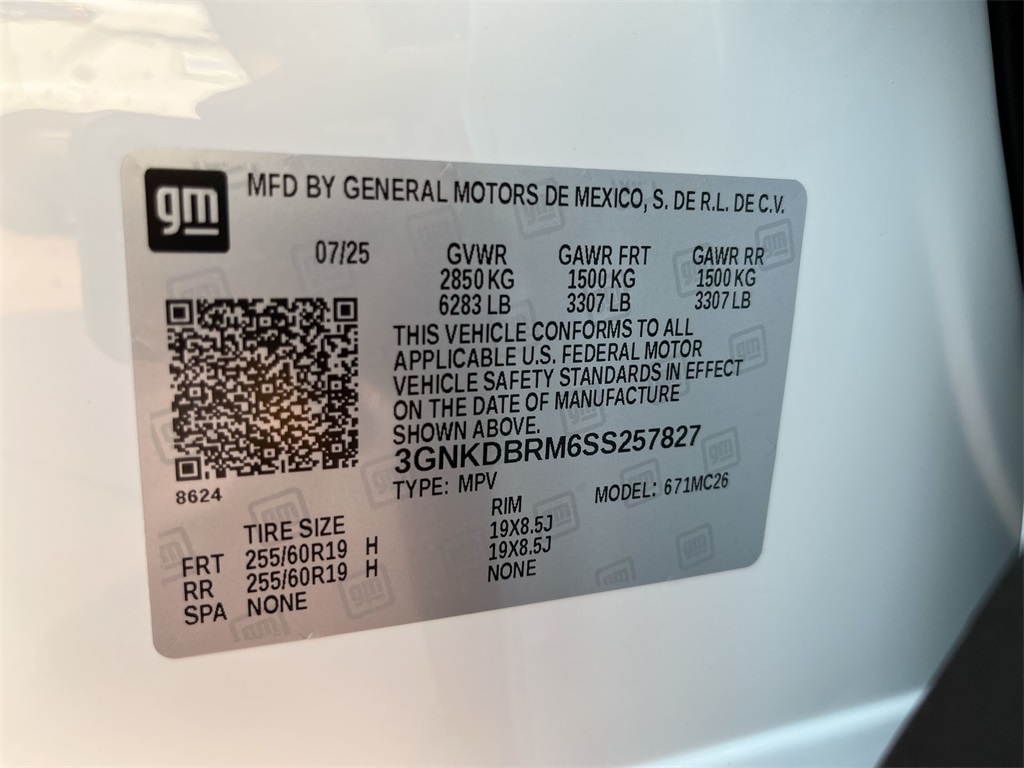 gm
MFD BY GENERAL MOTORS DE MEXICO, S. DE R.L. DE C.V.
07/25 GVWR GAWR FRT GAWR RR
2850 KG 1500 KG 1500 KG
6283 LB 3307 LB 3307 LB
THIS VEHICLE CONFORMS TO ALL
APPLICABLE U.S. FEDERAL MOTOR
VEHICLE SAFETY STANDARDS IN EFFECT
ON THE DATE OF MANUFACTURE
SHOWN ABOVE.
3GNKDBRM6SS257827
8624
TYPE: MPV MODEL: 671MC26
TIRE SIZE RIM
FRT 255/60R19 H 19X8.5J
RR 255/60R19 H 19X8.5J
SPA NONE NONE